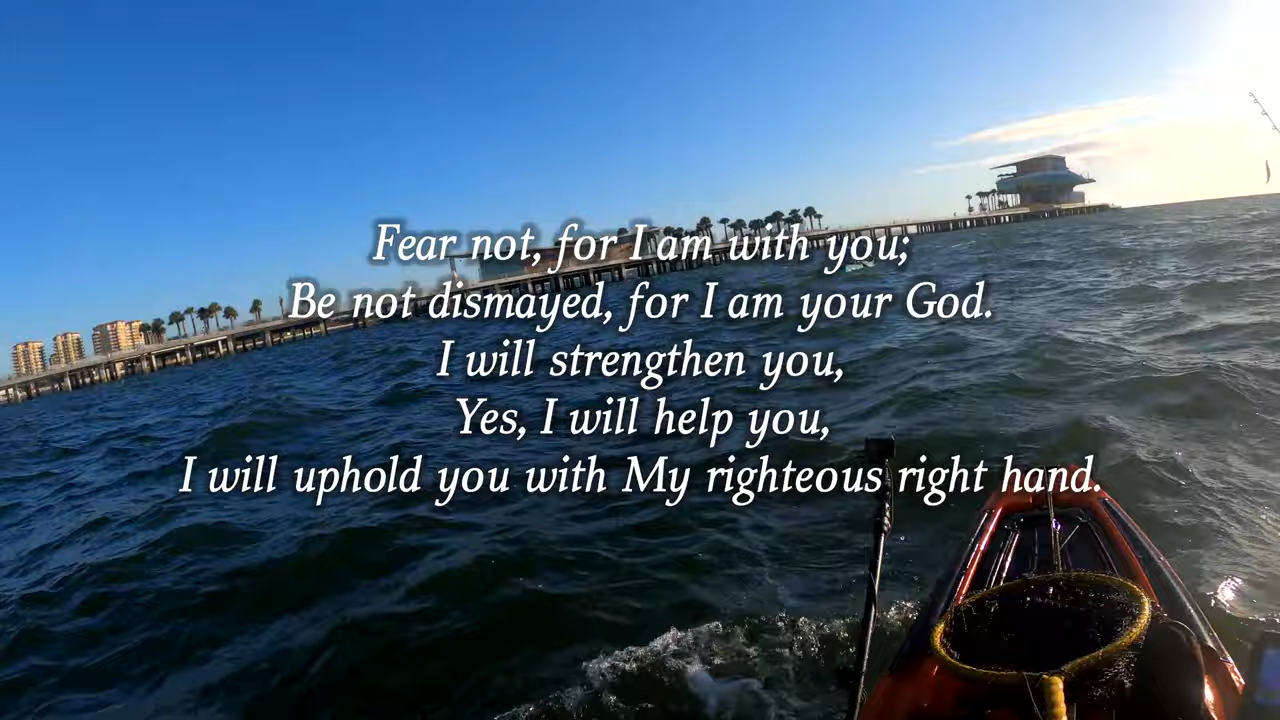 Fear not, for I am with you;
Be not dismayed, for I am your God.
I will strengthen you,
Yes, I will help you,
I will uphold you with My righteous right hand.